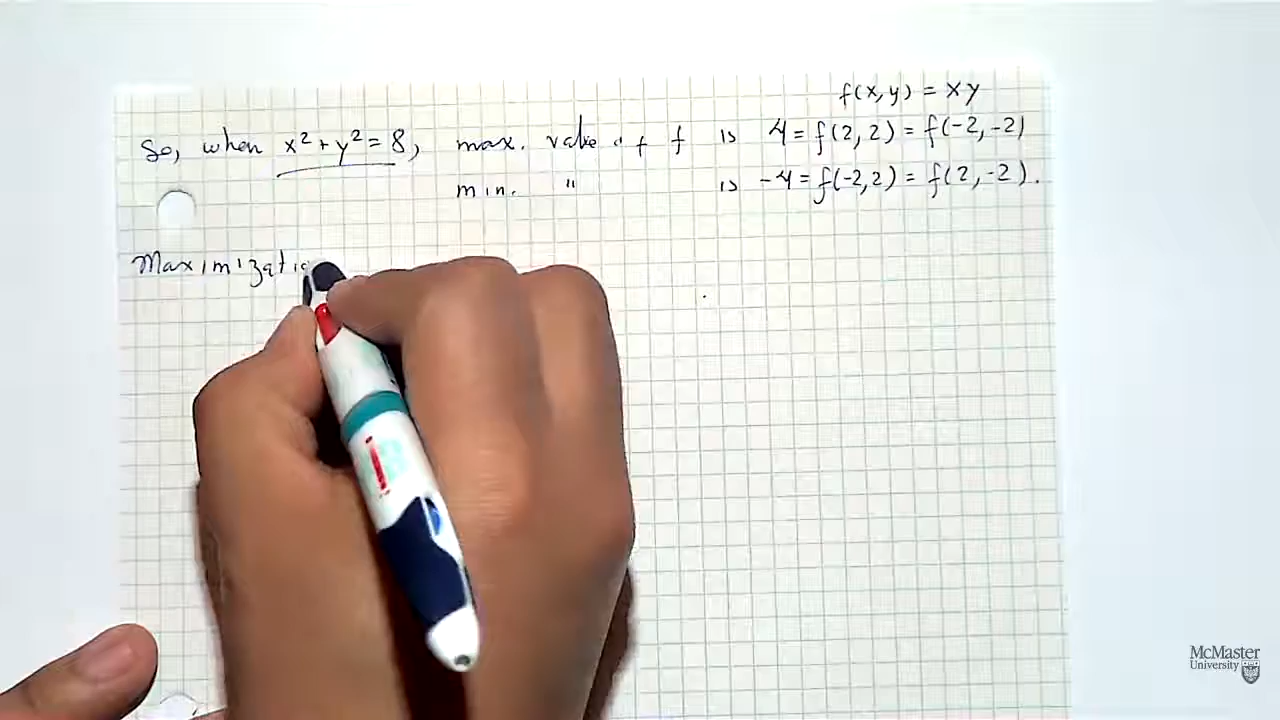 f(x,y) = xy
So, when x² + y² = 8, max. value of f is 4 = f(2, 2) = f(-2, -2)
min. " is -4 = f(-2, 2) = f(2, -2).
Maximizatio
McMaster
University